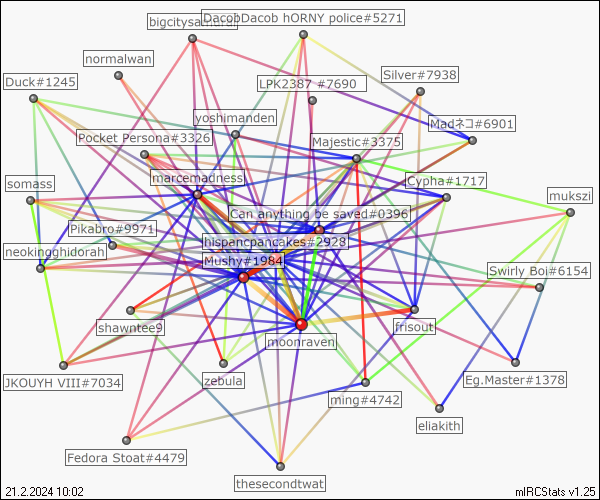 bigcitysamurai
DacobDacob hORNY police#5271
normalwan
Duck#1245
LPK2387 #7690
Silver#7938
yoshimanden
Madネコ#6901
Pocket Persona#3326
Majestic#3375
marcemadness
Cypha#1717
somass
mukszi
Can anything be saved#0396
Pikabro#9971
hispancpancakes#2928
neokingghidorah
Mushy#1984
Swirly Boi#6154
shawntee9
frisout
moonraven
JKOUYH VIII#7034
zebula
Eg.Master#1378
ming#4742
eliakith
Fedora Stoat#4479
thesecondtwat
21.2.2024 10:02
mIRCStats v1.25